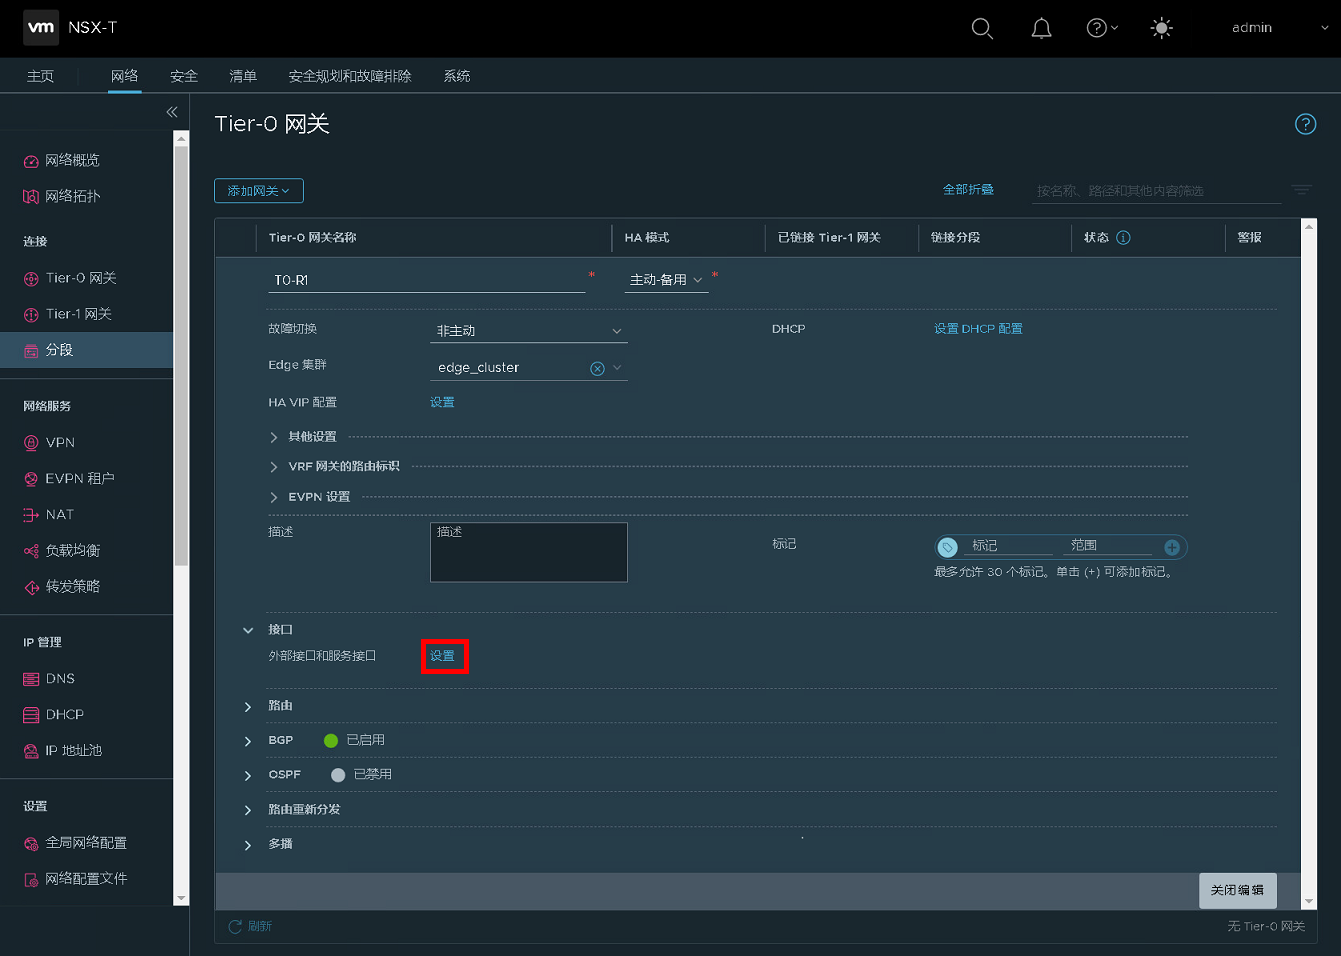 vm NSX-T
admin
主页 网络 安全 清单 安全规划和故障排除 系统
Tier-0 网关
网络概览
网络拓扑
连接
Tier-0 网关
Tier-1 网关
分段
网络服务
VPN
EVPN 租户
NAT
负载均衡
转发策略
IP 管理
DNS
DHCP
IP 地址池
设置
全局网络配置
网络配置文件
添加网关
全部折叠
按名称、路径和其他内容筛选
Tier-0 网关名称 HA 模式 已链接 Tier-1 网关 链接分段 状态 警报
T0-R1 * 主动-备用 *
故障切换 非主动 DHCP 设置 DHCP 配置
Edge 集群 edge_cluster
HA VIP 配置 设置
其他设置
VRF 网关的路由标识
EVPN 设置
描述 描述 标记 标记 范围
最多允许 30 个标记。单击 (+) 可添加标记。
接口
外部接口和服务接口 设置
路由
BGP 已启用
OSPF 已禁用
路由重新分发
多播
关闭编辑
刷新 无 Tier-0 网关